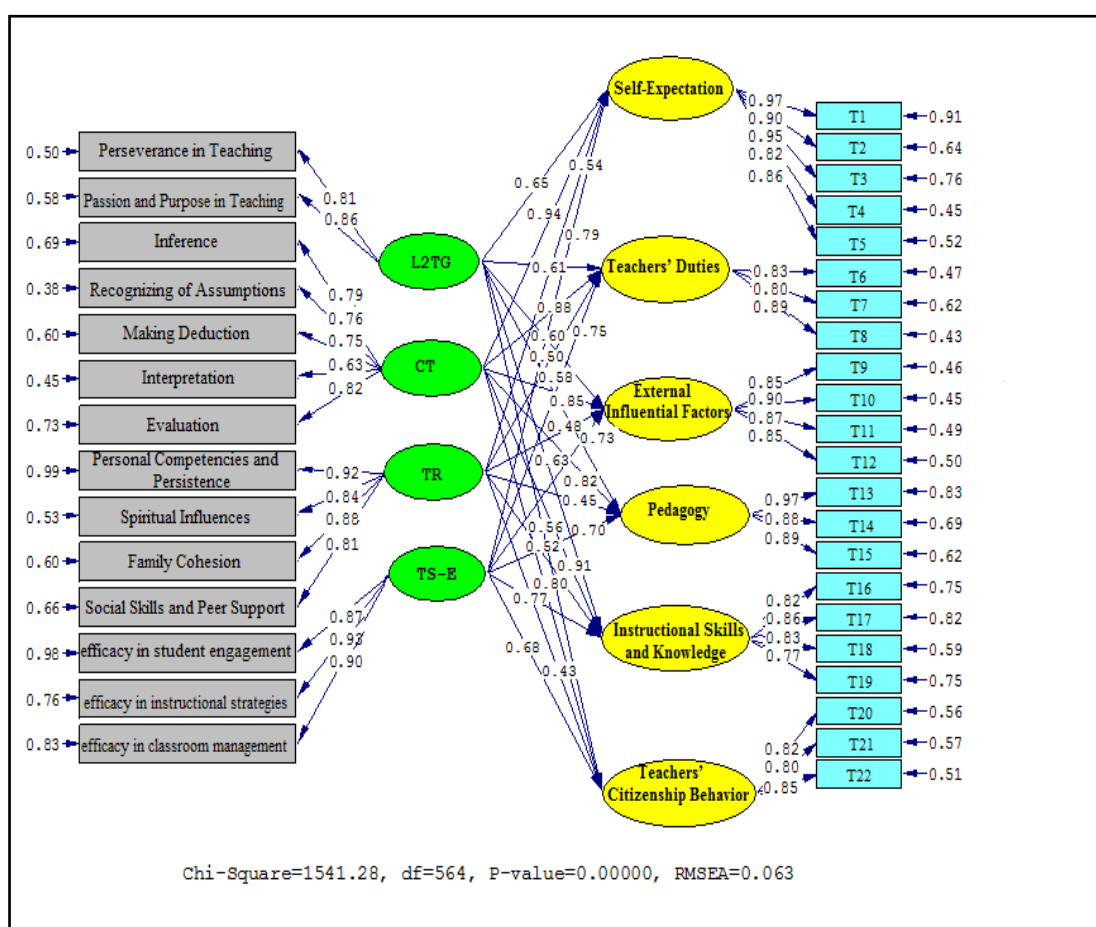 Self-Expectation
0.97
T1
0.91
0.90
T2
0.64
0.95
T3
0.76
0.82
T4
0.45
0.86
T5
0.52
0.50
Perseverance in Teaching
0.81
0.58
Passion and Purpose in Teaching
0.86
0.69
Inference
0.79
0.38
Recognizing of Assumptions
0.76
0.60
Making Deduction
0.75
0.45
Interpretation
0.63
0.73
Evaluation
0.82
0.99
Personal Competencies and
Persistence
0.92
0.53
Spiritual Influences
0.84
0.60
Family Cohesion
0.88
0.66
Social Skills and Peer Support
0.81
0.98
efficacy in student engagement
0.87
0.76
efficacy in instructional strategies
0.93
0.83
efficacy in classroom management
0.90
L2TG
CT
TR
TS-E
0.54
0.65
0.94
0.79
0.61
0.88
0.60
0.75
0.50
0.58
0.85
0.48
0.73
0.63
0.82
0.45
0.56
0.70
0.52
0.91
0.80
0.77
0.68
0.43
Teachers' Duties
0.83
T6
0.47
0.80
T7
0.62
0.89
T8
0.43
External
Influential Factors
0.85
T9
0.46
0.90
T10
0.45
0.87
T11
0.49
0.85
T12
0.50
Pedagogy
0.97
T13
0.83
0.88
T14
0.69
0.89
T15
0.62
Instructional Skills
and Knowledge
0.82
T16
0.75
0.86
T17
0.82
0.83
T18
0.59
0.77
T19
0.75
Teachers'
Citizenship Behavior
0.82
T20
0.56
0.80
T21
0.57
0.85
T22
0.51
Chi-Square=1541.28, df=564, P-value=0.00000, RMSEA=0.063